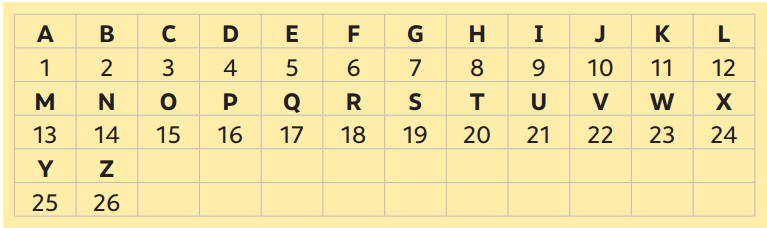 A B C D E F G H I J K L
1 2 3 4 5 6 7 8 9 10 11 12
M N O P Q R S T U V W X
13 14 15 16 17 18 19 20 21 22 23 24
Y Z
25 26